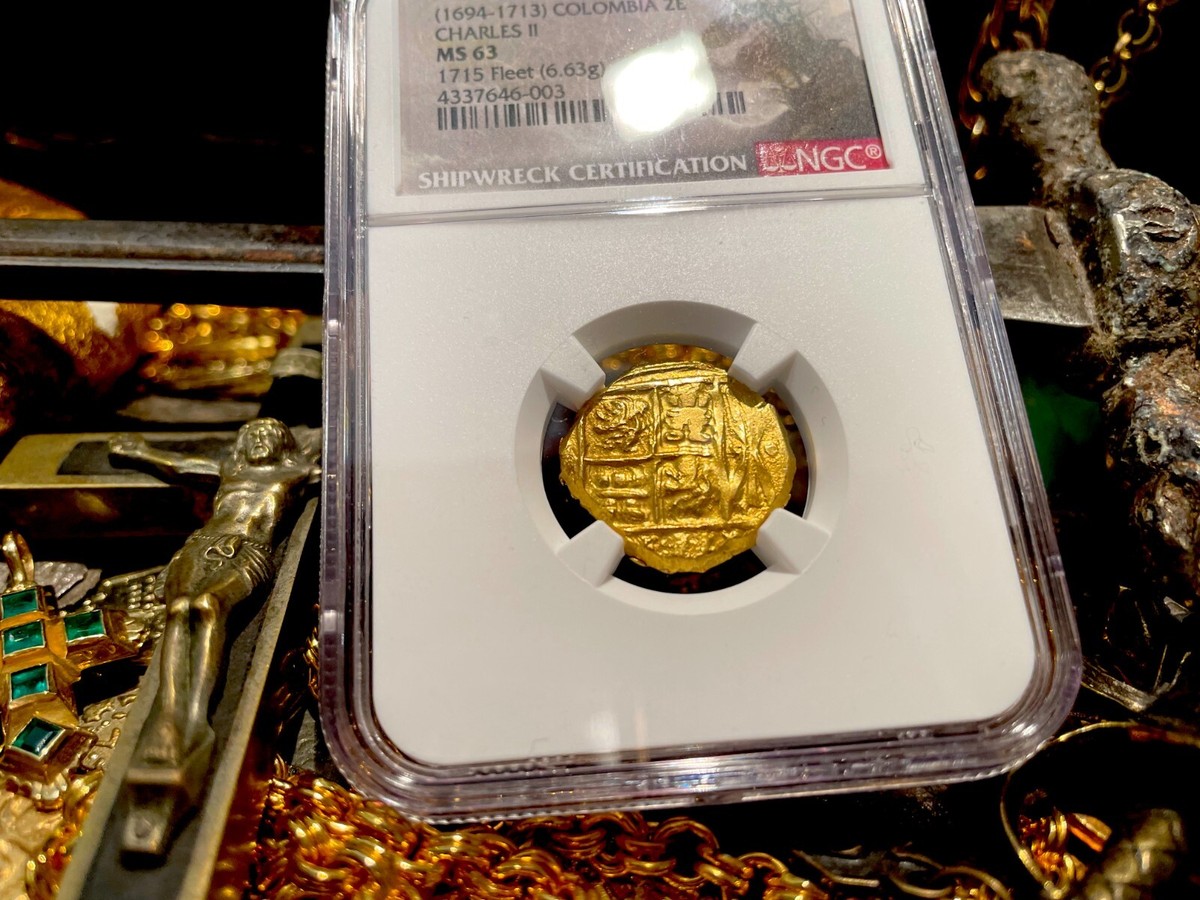 (1694-1713) COLOMBIA 2E
CHARLES II
MS 63
1715 Fleet (6.63g)
4337646-003
SHIPWRECK CERTIFICATION NGC®